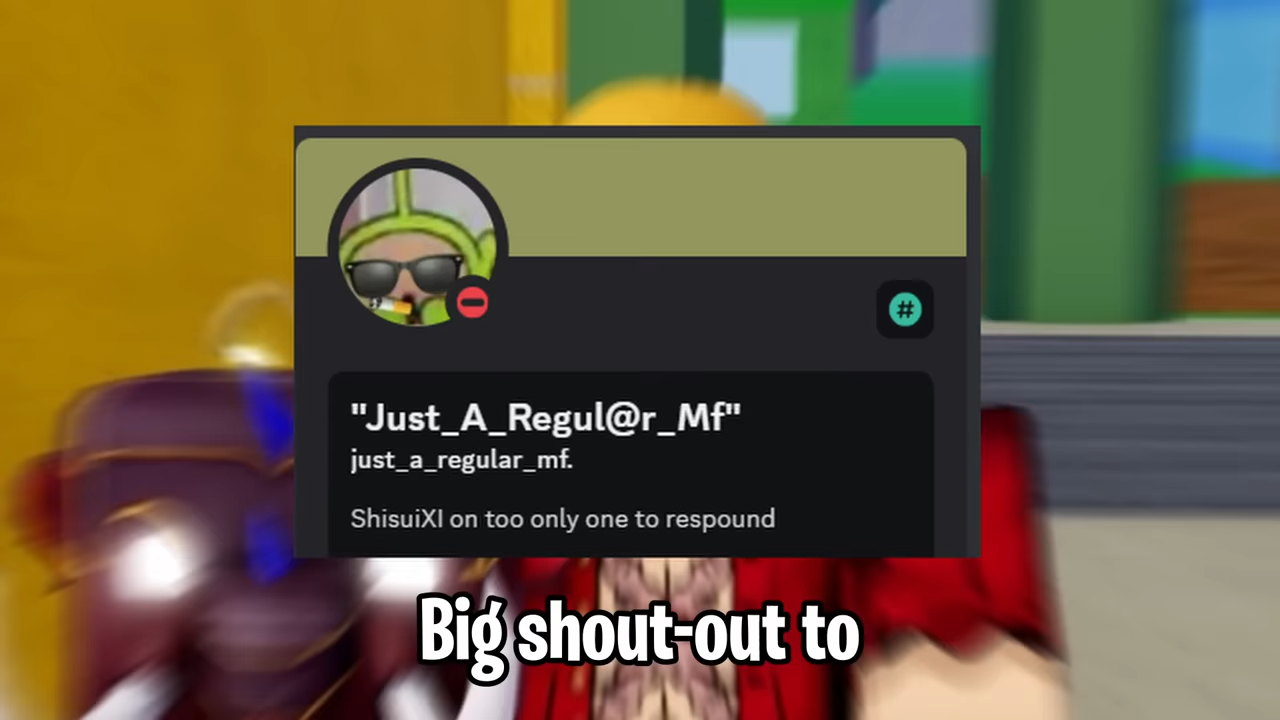 "Just_A_Regul@r_Mf"
just_a_regular_mf.
ShisuiXI on too only one to respound
Big shout-out to